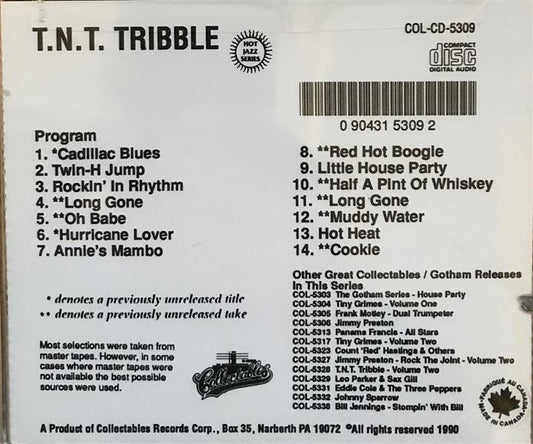 T.N.T. TRIBBLE
HOT
JAZZ
SERIES
COL-CD-5309
COMPACT
disc
DIGITAL AUDIO
0 90431 5309 2
Program
1. *Cadillac Blues
2. Twin-H Jump
3. Rockin' In Rhythm
4. **Long Gone
5. **Oh Babe
6. *Hurricane Lover
7. Annie's Mambo
8. **Red Hot Boogie
9. Little House Party
10. **Half A Pint Of Whiskey
11. **Long Gone
12. **Muddy Water
13. Hot Heat
14. **Cookie
* denotes a previously unreleased title
** denotes a previously unreleased take
Most selections were taken from
master tapes. However, in some
cases where master tapes were
not available the best possible
sources were used.
Collectables
Other Great Collectables / Gotham Releases
In This Series
COL-5303 The Gotham Series - House Party
COL-5304 Tiny Grimes - Volume One
COL-5305 Frank Motley - Dual Trumpeter
COL-5306 Jimmy Preston
COL-5313 Panama Francis - All Stars
COL-5317 Tiny Grimes - Volume Two
COL-5323 Count 'Red' Hastings & Others
COL-5327 Jimmy Preston - Rock The Joint - Volume Two
COL-5328 T.N.T. Tribble - Volume Two
COL-5329 Leo Parker & Sax Gill
COL-5331 Eddie Cole & The Three Peppers
COL-5332 Johnny Sparrow
COL-5338 Bill Jennings - Stompin' With Bill
FABRIQUÉ AU CANADA
MADE IN CANADA
A Product of Collectables Records Corp., Box 35, Narberth PA 19072 ©All rights reserved 1990